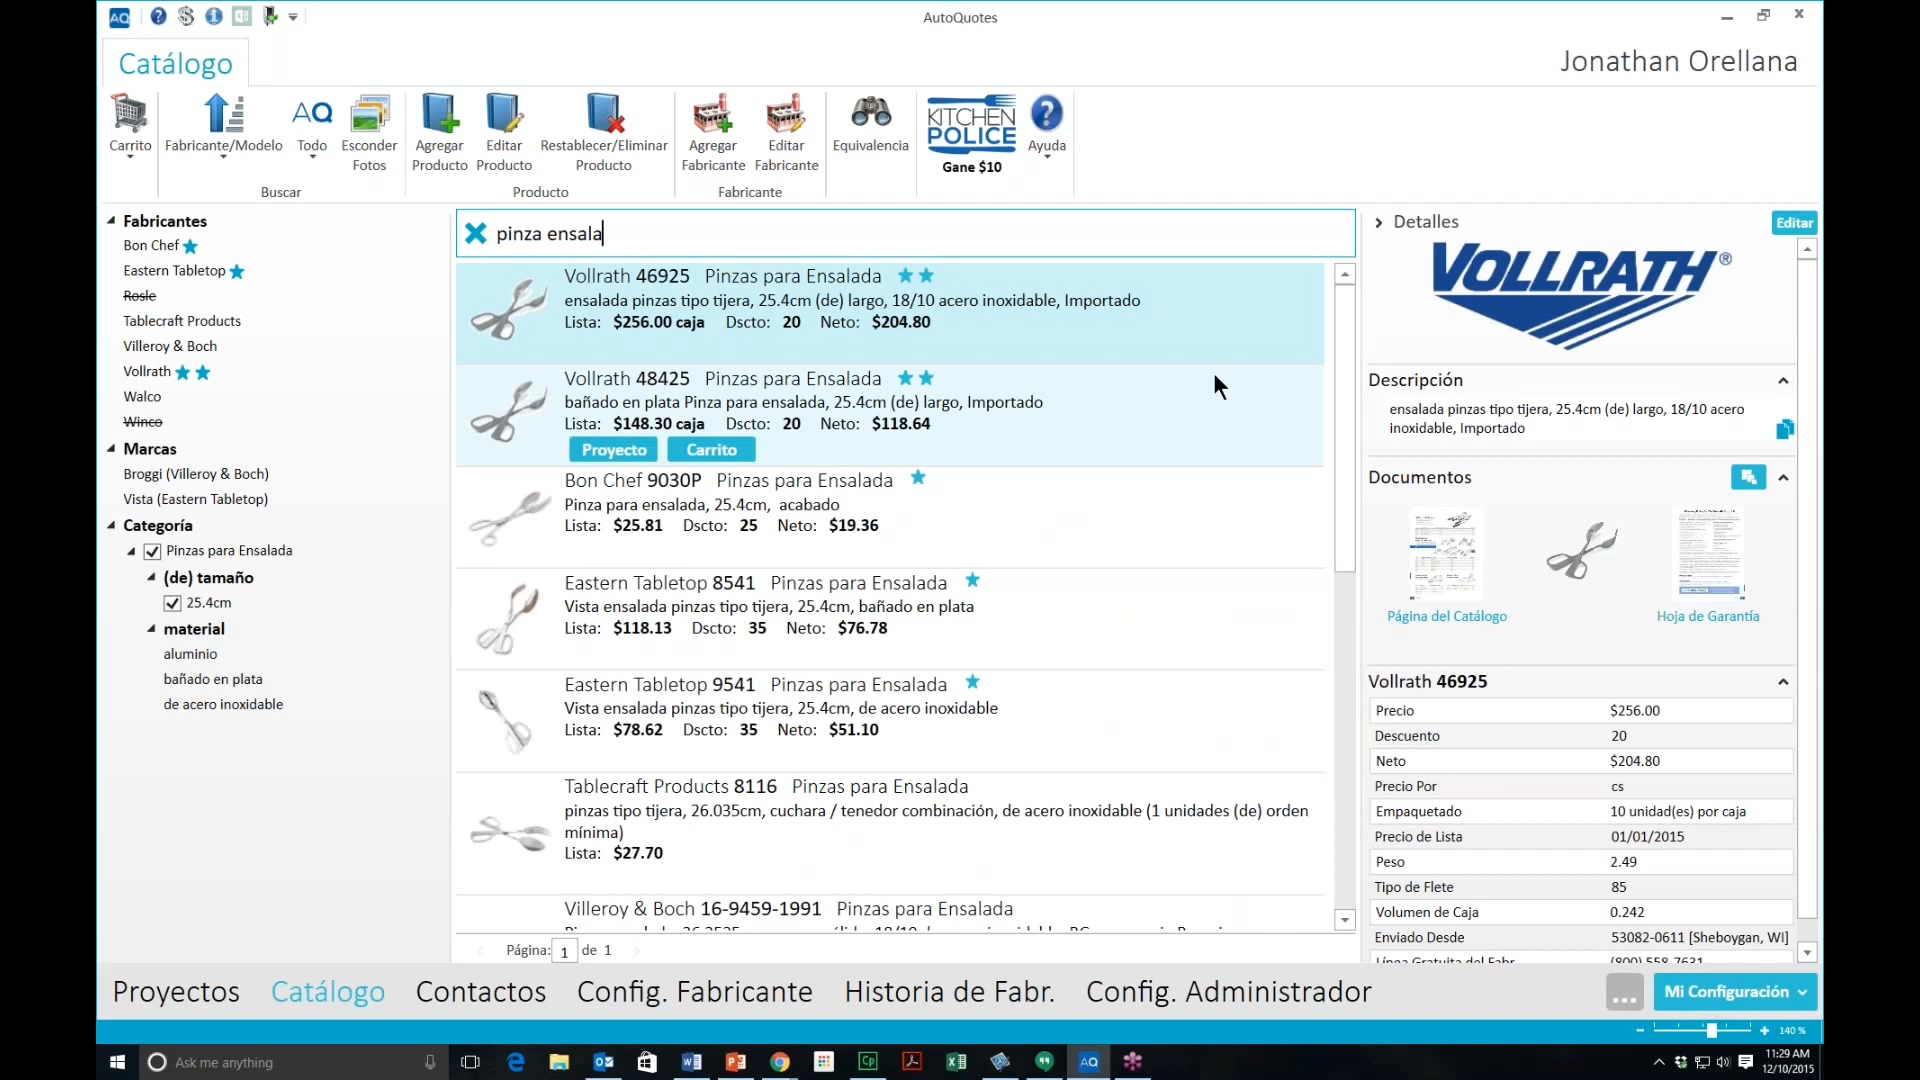 AutoQuotes
Catálogo
Jonathan Orellana
Carrito
Fabricante/Modelo
AQ
Todo
Esconder
Fotos
Buscar
Agregar
Producto
Editar
Producto
Restablecer/Eliminar
Producto
Producto
Agregar
Fabricante
Editar
Fabricante
Fabricante
Equivalencia
KITCHEN
POLICE
Gane $10
Ayuda
Fabricantes
Bon Chef
Eastern Tabletop
Rosle
Tablecraft Products
Villeroy & Boch
Vollrath
Walco
Winco
Marcas
Broggi (Villeroy & Boch)
Vista (Eastern Tabletop)
Categoría
Pinzas para Ensalada
(de) tamaño
25.4cm
material
aluminio
bañado en plata
de acero inoxidable
pinza ensala
Vollrath 46925 Pinzas para Ensalada
ensalada pinzas tipo tijera, 25.4cm (de) largo, 18/10 acero inoxidable, Importado
Lista: $256.00 caja Dscto: 20 Neto: $204.80
Vollrath 48425 Pinzas para Ensalada
bañado en plata Pinza para ensalada, 25.4cm (de) largo, Importado
Lista: $148.30 caja Dscto: 20 Neto: $118.64
Proyecto Carrito
Bon Chef 9030P Pinzas para Ensalada
Pinza para ensalada, 25.4cm, acabado
Lista: $25.81 Dscto: 25 Neto: $19.36
Eastern Tabletop 8541 Pinzas para Ensalada
Vista ensalada pinzas tipo tijera, 25.4cm, bañado en plata
Lista: $118.13 Dscto: 35 Neto: $76.78
Eastern Tabletop 9541 Pinzas para Ensalada
Vista ensalada pinzas tipo tijera, 25.4cm, de acero inoxidable
Lista: $78.62 Dscto: 35 Neto: $51.10
Tablecraft Products 8116 Pinzas para Ensalada
pinzas tipo tijera, 26.035cm, cuchara / tenedor combinación, de acero inoxidable (1 unidades (de) orden
mínima)
Lista: $27.70
Villeroy & Boch 16-9459-1991 Pinzas para Ensalada
Página: 1 de 1
Detalles
Editar
VOLLRATH®
Descripción
ensalada pinzas tipo tijera, 25.4cm (de) largo, 18/10 acero
inoxidable, Importado
Documentos
Página del Catálogo
Hoja de Garantía
Vollrath 46925
Precio $256.00
Descuento 20
Neto $204.80
Precio Por cs
Empaquetado 10 unidad(es) por caja
Precio de Lista 01/01/2015
Peso 2.49
Tipo de Flete 85
Volumen de Caja 0.242
Enviado Desde 53082-0611 [Sheboygan, WI]
Línea Gratuita del Fabr. (800) 558-7631
Proyectos Catálogo Contactos Config. Fabricante Historia de Fabr. Config. Administrador
... Mi Configuración
140 %
Ask me anything
11:29 AM
12/10/2015